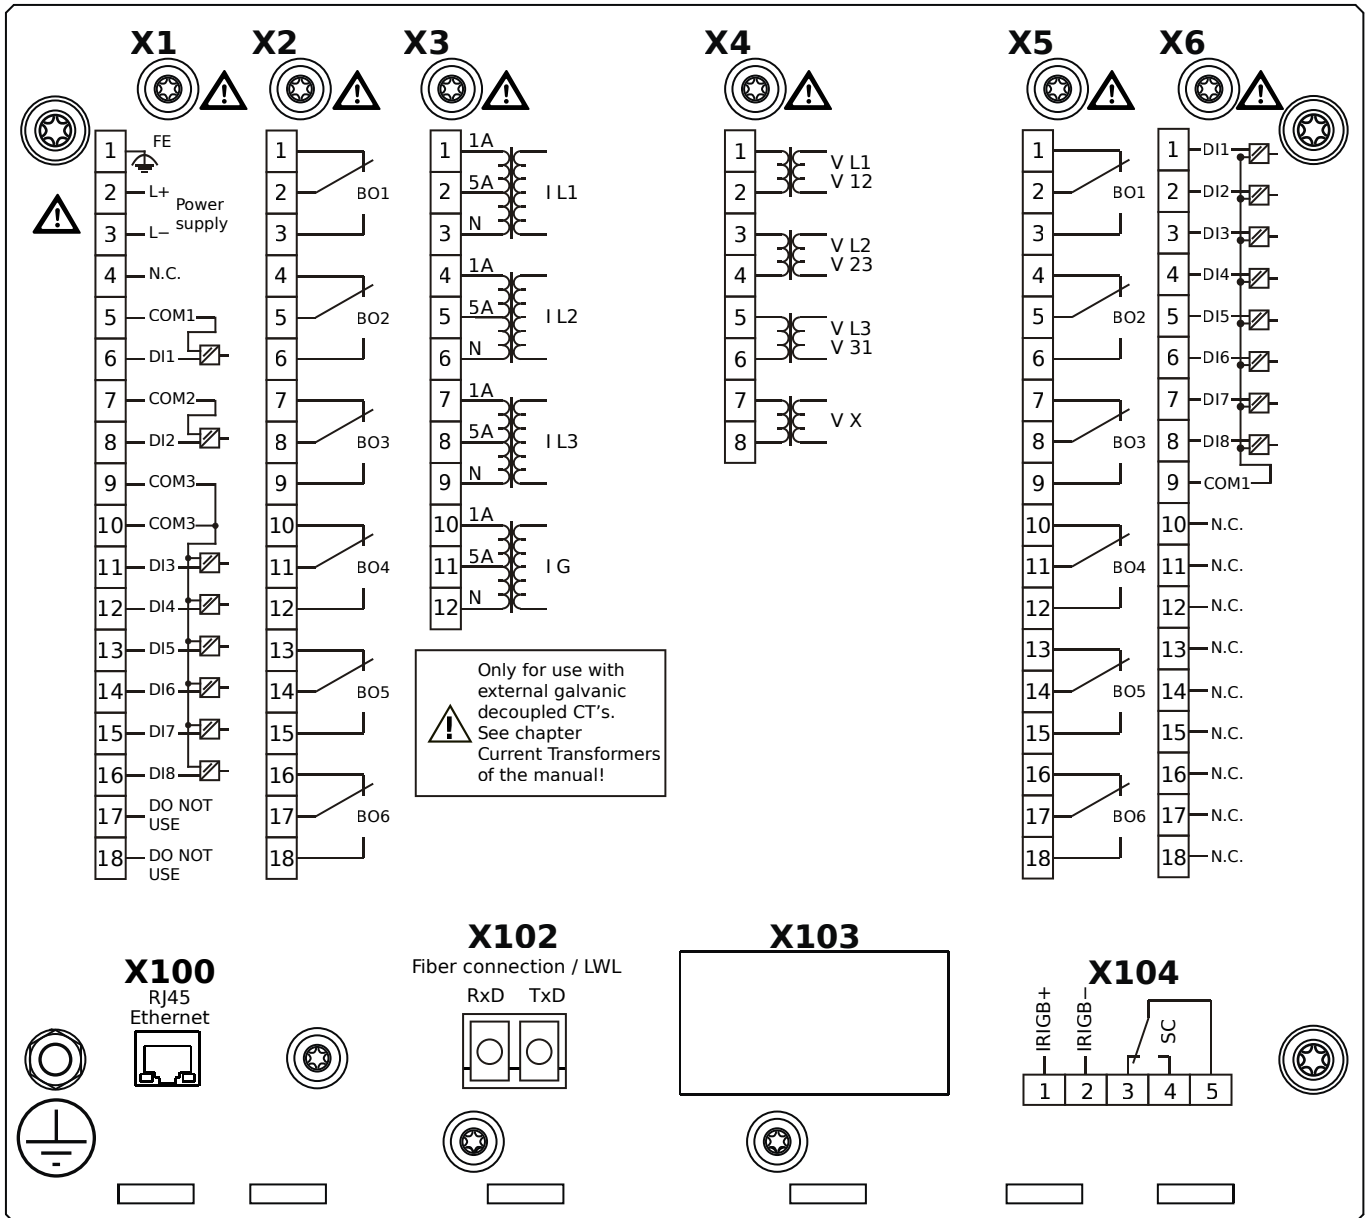 X1 X2 X3 X4 X5 X6
1 FE
2 L+
Power
supply
3 L−
4 N.C.
5 COM1
6 DI1
7 COM2
8 DI2
9 COM3
10 COM3
11 DI3
12 DI4
13 DI5
14 DI6
15 DI7
16 DI8
17 DO NOT
USE
18 DO NOT
USE
1
2 BO1
3
4
5 BO2
6
7
8 BO3
9
10
11 BO4
12
13
14 BO5
15
16
17 BO6
18
1 1A
2 5A I L1
3 N
4 1A
5 5A I L2
6 N
7 1A
8 5A I L3
9 N
10 1A
11 5A I G
12 N
Only for use with
external galvanic
decoupled CT's.
See chapter
Current Transformers
of the manual!
1 V L1
2 V 12
3 V L2
4 V 23
5 V L3
6 V 31
7 V X
8
1
2 BO1
3
4
5 BO2
6
7
8 BO3
9
10
11 BO4
12
13
14 BO5
15
16
17 BO6
18
1 DI1
2 DI2
3 DI3
4 DI4
5 DI5
6 DI6
7 DI7
8 DI8
9 COM1
10 N.C.
11 N.C.
12 N.C.
13 N.C.
14 N.C.
15 N.C.
16 N.C.
17 N.C.
18 N.C.
X100
RJ45
Ethernet
X102
Fiber connection / LWL
RxD TxD
X103
X104
IRIGB+ IRIGB− SC
1 2 3 4 5